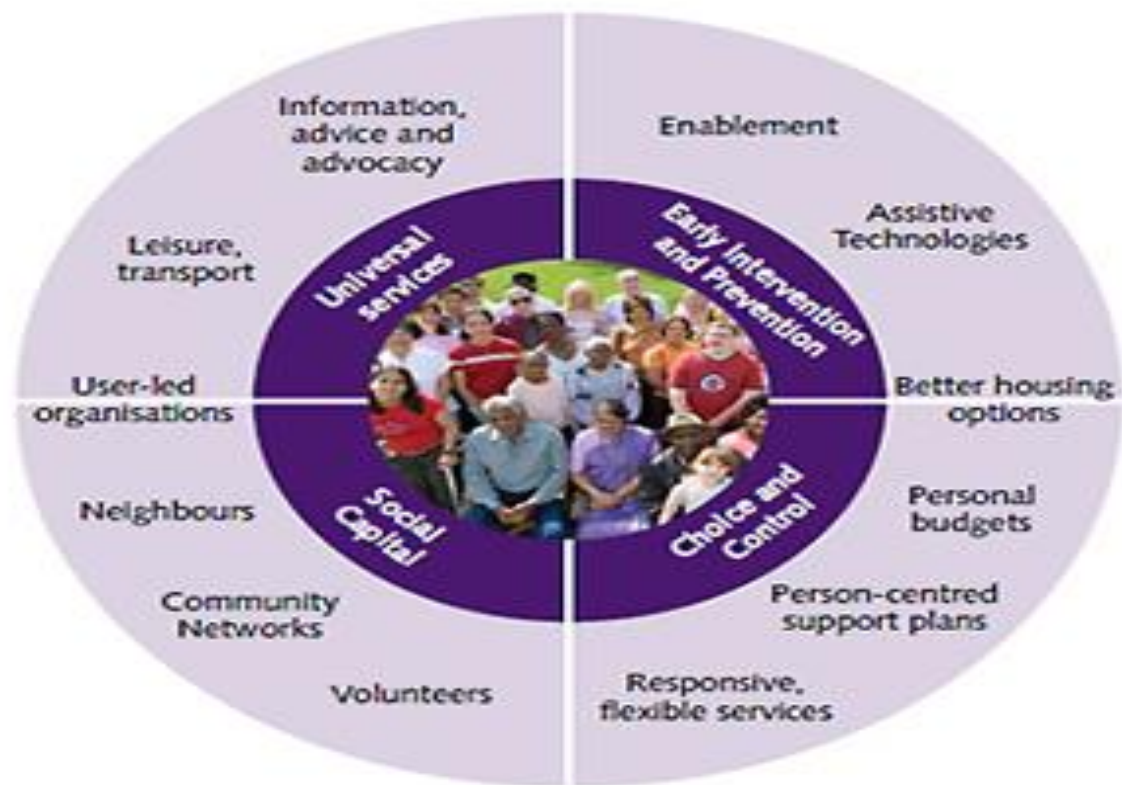 Information,
advice and
advocacy
Leisure,
transport
User-led
organisations
Universal
services
Enablement
Assistive
Technologies
Better housing
options
Early Intervention
and Prevention
Neighbours
Community
Networks
Volunteers
Social
Capital
Personal
budgets
Person-centred
support plans
Responsive,
flexible services
Choice and
Control